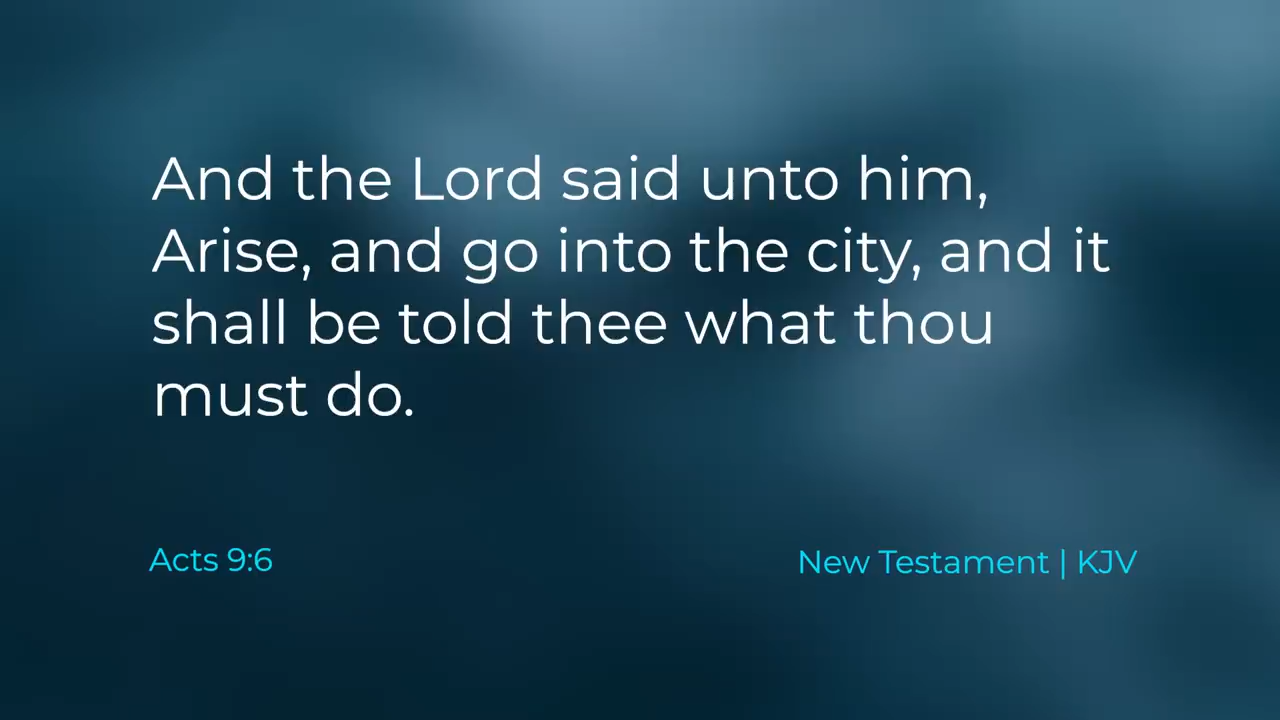 And the Lord said unto him,
Arise, and go into the city, and it
shall be told thee what thou
must do.
Acts 9:6
New Testament | KJV